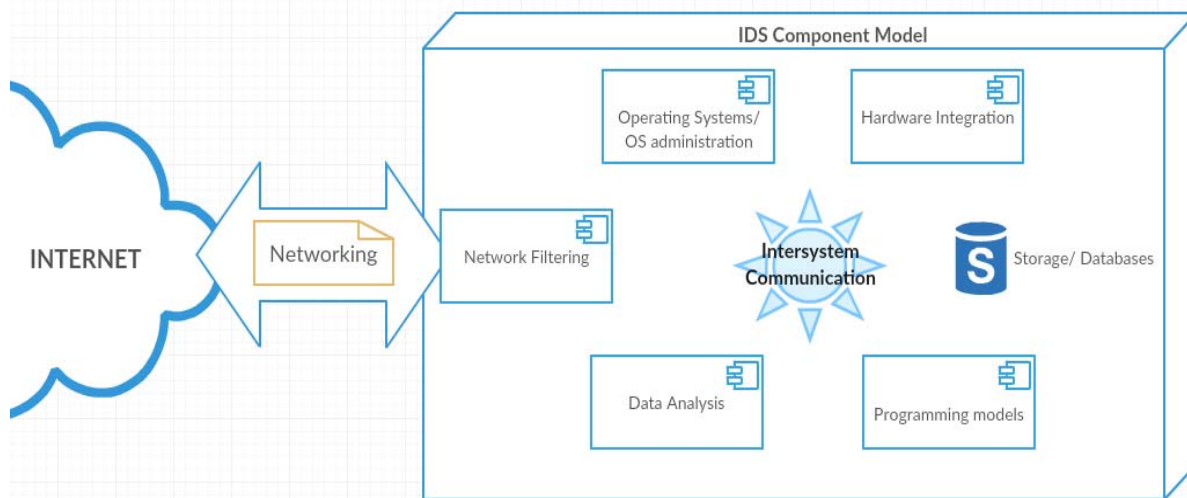 IDS Component Model
Operating Systems/
OS administration
Hardware Integration
INTERNET
Networking
Network Filtering
Intersystem
Communication
S
Storage/ Databases
Data Analysis
Programming models